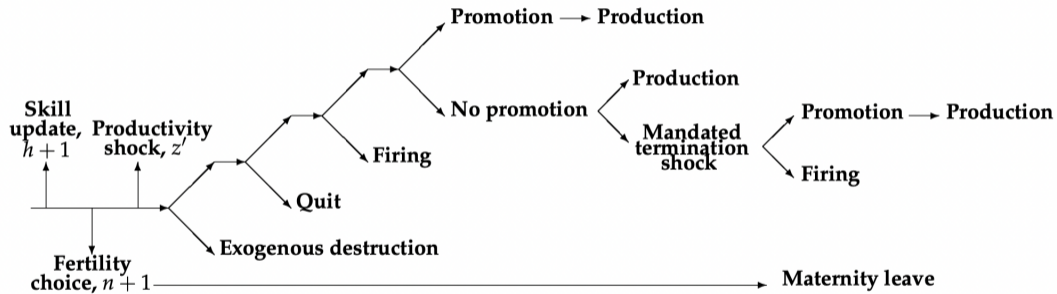 Promotion
Production
Production
Skill
update,
h + 1
Productivity
shock, z′
No promotion
Promotion
Production
Mandated
termination
shock
Firing
Firing
Quit
Exogenous destruction
Fertility
choice, n + 1
Maternity leave